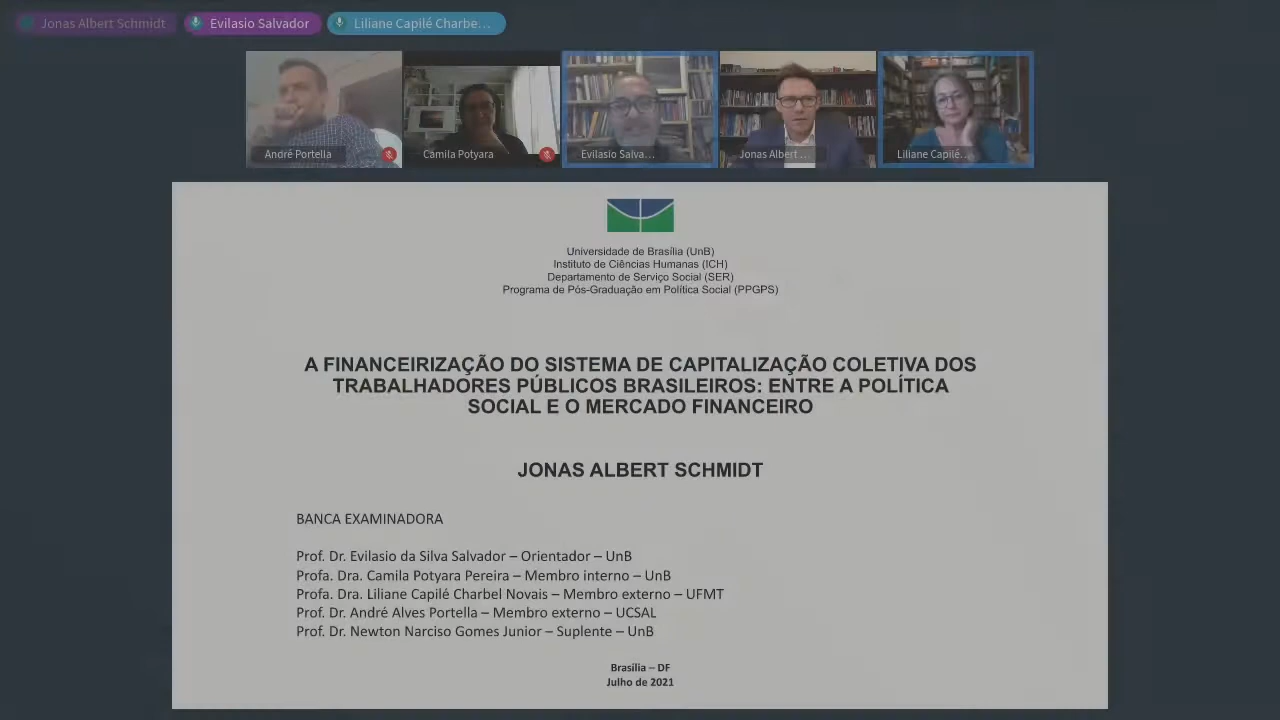 Jonas Albert Schmidt
Evilasio Salvador
Liliane Capilé Charbe…
André Portella
Camila Potyara
Evilasio Salva…
Jonas Albert …
Liliane Capilé…
Universidade de Brasília (UnB)
Instituto de Ciências Humanas (ICH)
Departamento de Serviço Social (SER)
Programa de Pós-Graduação em Política Social (PPGPS)
A FINANCEIRIZAÇÃO DO SISTEMA DE CAPITALIZAÇÃO COLETIVA DOS
TRABALHADORES PÚBLICOS BRASILEIROS: ENTRE A POLÍTICA
SOCIAL E O MERCADO FINANCEIRO
JONAS ALBERT SCHMIDT
BANCA EXAMINADORA
Prof. Dr. Evilasio da Silva Salvador – Orientador – UnB
Profa. Dra. Camila Potyara Pereira – Membro interno – UnB
Profa. Dra. Liliane Capilé Charbel Novais – Membro externo – UFMT
Prof. Dr. André Alves Portella – Membro externo – UCSAL
Prof. Dr. Newton Narciso Gomes Junior – Suplente – UnB
Brasília – DF
Julho de 2021